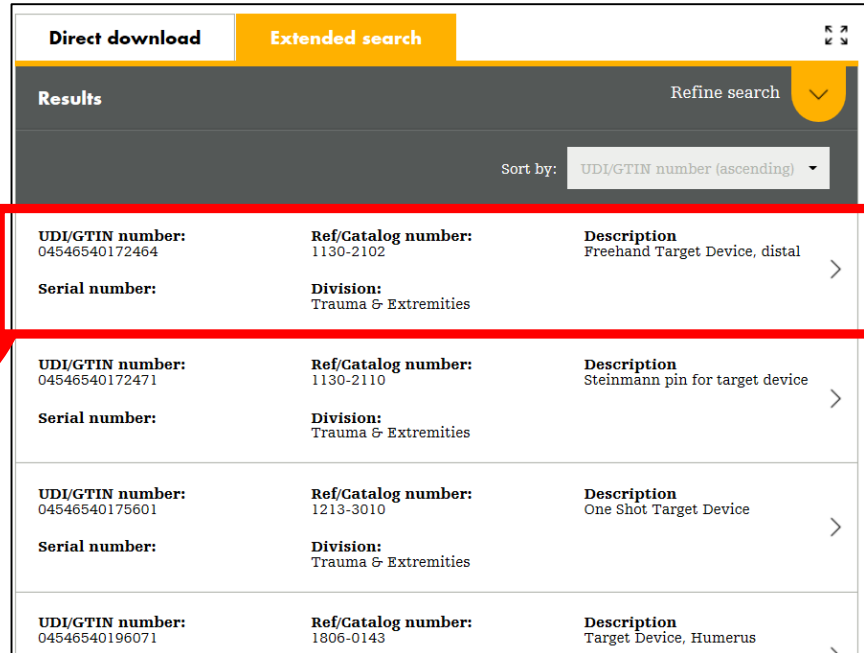 Direct download Extended search
Results Refine search
Sort by: UDI/GTIN number (ascending)
UDI/GTIN number: Ref/Catalog number: Description
04546540172464 1130-2102 Freehand Target Device, distal
Serial number: Division:
Trauma & Extremities
UDI/GTIN number: Ref/Catalog number: Description
04546540172471 1130-2110 Steinmann pin for target device
Serial number: Division:
Trauma & Extremities
UDI/GTIN number: Ref/Catalog number: Description
04546540175601 1213-3010 One Shot Target Device
Serial number: Division:
Trauma & Extremities
UDI/GTIN number: Ref/Catalog number: Description
04546540196071 1806-0143 Target Device, Humerus